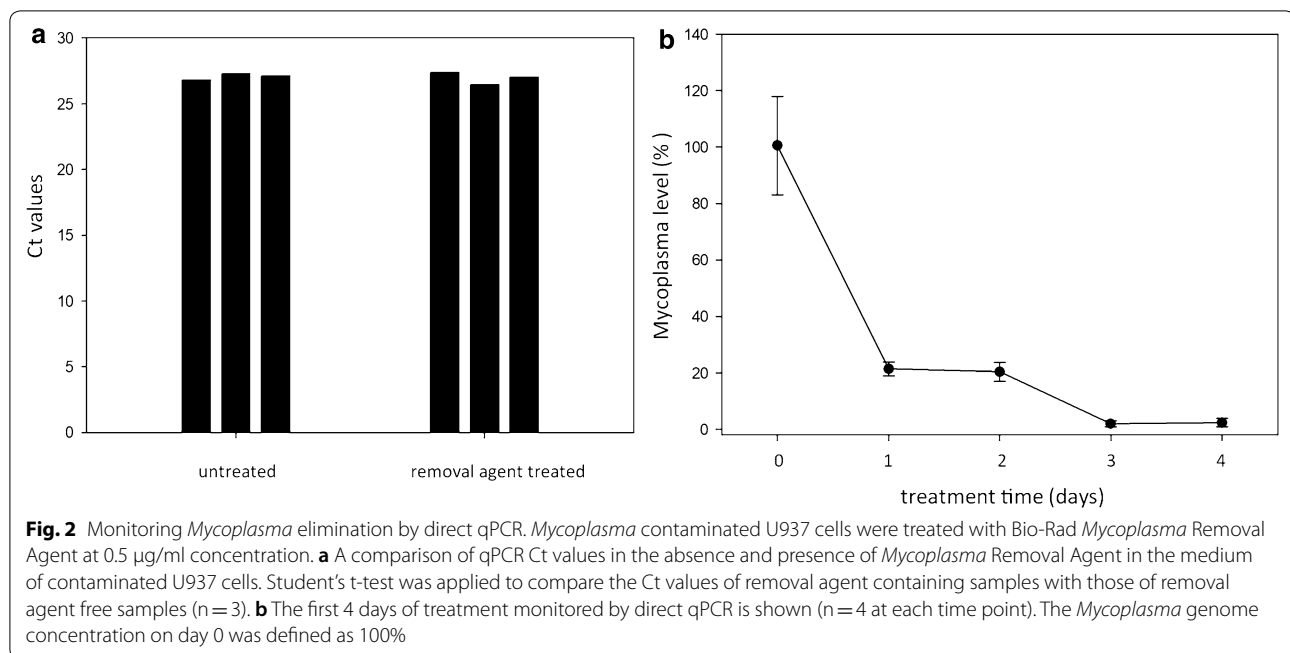 a
30
25
20
15
10
5
0
Ct values
untreated
removal agent treated
b
140
120
100
80
60
40
20
0
Mycoplasma level (%)
0 1 2 3 4
treatment time (days)
Fig. 2 Monitoring Mycoplasma elimination by direct qPCR. Mycoplasma contaminated U937 cells were treated with Bio-Rad Mycoplasma Removal
Agent at 0.5 µg/ml concentration. a A comparison of qPCR Ct values in the absence and presence of Mycoplasma Removal Agent in the medium
of contaminated U937 cells. Student's t-test was applied to compare the Ct values of removal agent containing samples with those of removal
agent free samples (n=3). b The first 4 days of treatment monitored by direct qPCR is shown (n=4 at each time point). The Mycoplasma genome
concentration on day 0 was defined as 100%